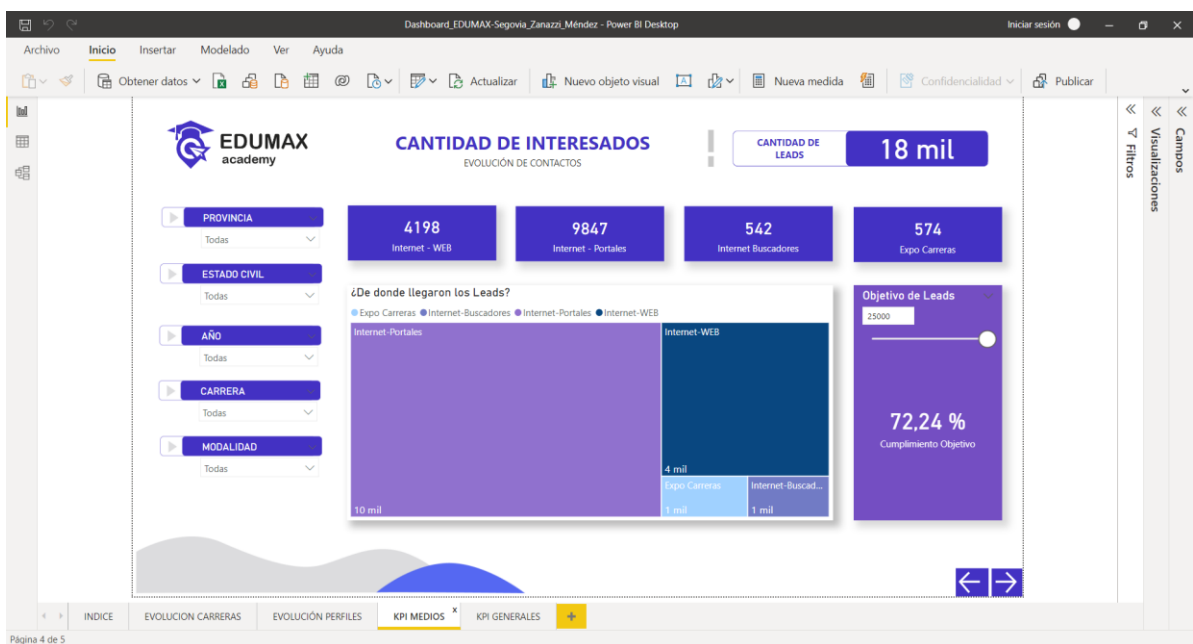 Dashboard_EDUMAX-Segovia_Zanazzi_Méndez - Power BI Desktop
Iniciar sesión
Archivo Inicio Insertar Modelado Ver Ayuda
Obtener datos Actualizar Nuevo objeto visual Nueva medida Confidencialidad Publicar
EDUMAX
academy
CANTIDAD DE INTERESADOS
EVOLUCIÓN DE CONTACTOS
!
CANTIDAD DE
LEADS
18 mil
Filtros
Visualizaciones
Campos
PROVINCIA
Todas
ESTADO CIVIL
Todas
AÑO
Todas
CARRERA
Todas
MODALIDAD
Todas
4198
Internet - WEB
9847
Internet - Portales
542
Internet Buscadores
574
Expo Carreras
¿De donde llegaron los Leads?
Expo Carreras Internet-Buscadores Internet-Portales Internet-WEB
Internet-Portales
10 mil
Internet-WEB
4 mil
Expo Carreras
1 mil
Internet-Buscad...
1 mil
Objetivo de Leads
25000
72,24 %
Cumplimiento Objetivo
INDICE EVOLUCION CARRERAS EVOLUCIÓN PERFILES KPI MEDIOS x KPI GENERALES +
Página 4 de 5